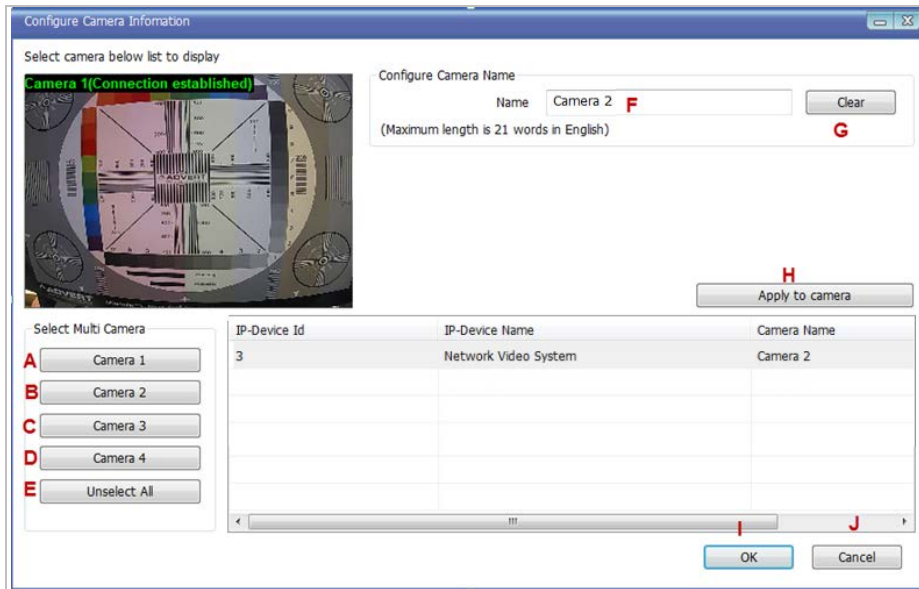 Configure Camera Infomation
Select camera below list to display
Camera 1(Connection established)
ADVERT
ADVERT
Configure Camera Name
Name Camera 2 F
Clear
(Maximum length is 21 words in English)
G
H
Apply to camera
Select Multi Camera
A Camera 1
B Camera 2
C Camera 3
D Camera 4
E Unselect All
IP-Device Id IP-Device Name Camera Name
3 Network Video System Camera 2
I J
OK Cancel